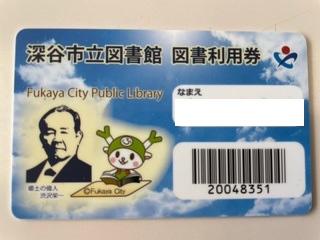 深谷市立図書館 図書利用券
Fukaya City Public Library
なまえ
郷土の偉人
渋沢栄一
©Fukaya City
20048351